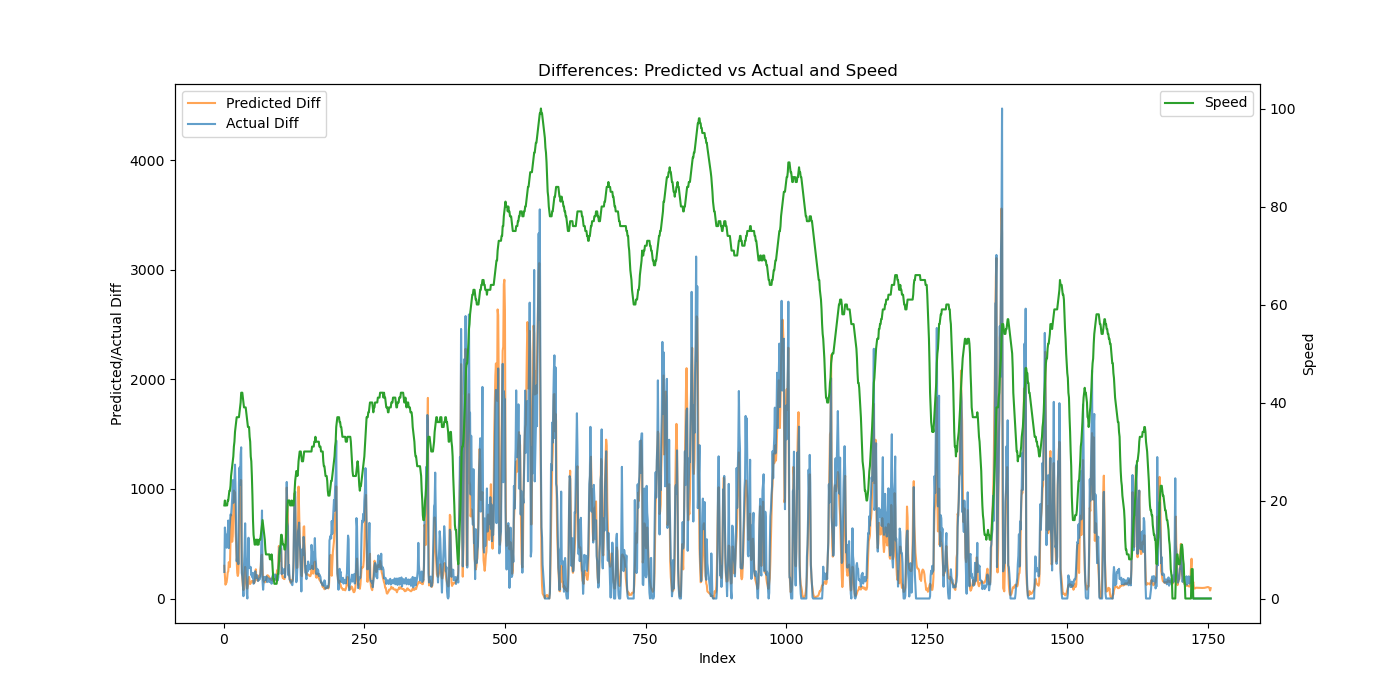 Differences: Predicted vs Actual and Speed
Predicted Diff
Actual Diff
Speed
4000
3000
2000
1000
0
Predicted/Actual Diff
100
80
60
40
20
0
Speed
0
250
500
750
1000
1250
1500
1750
Index